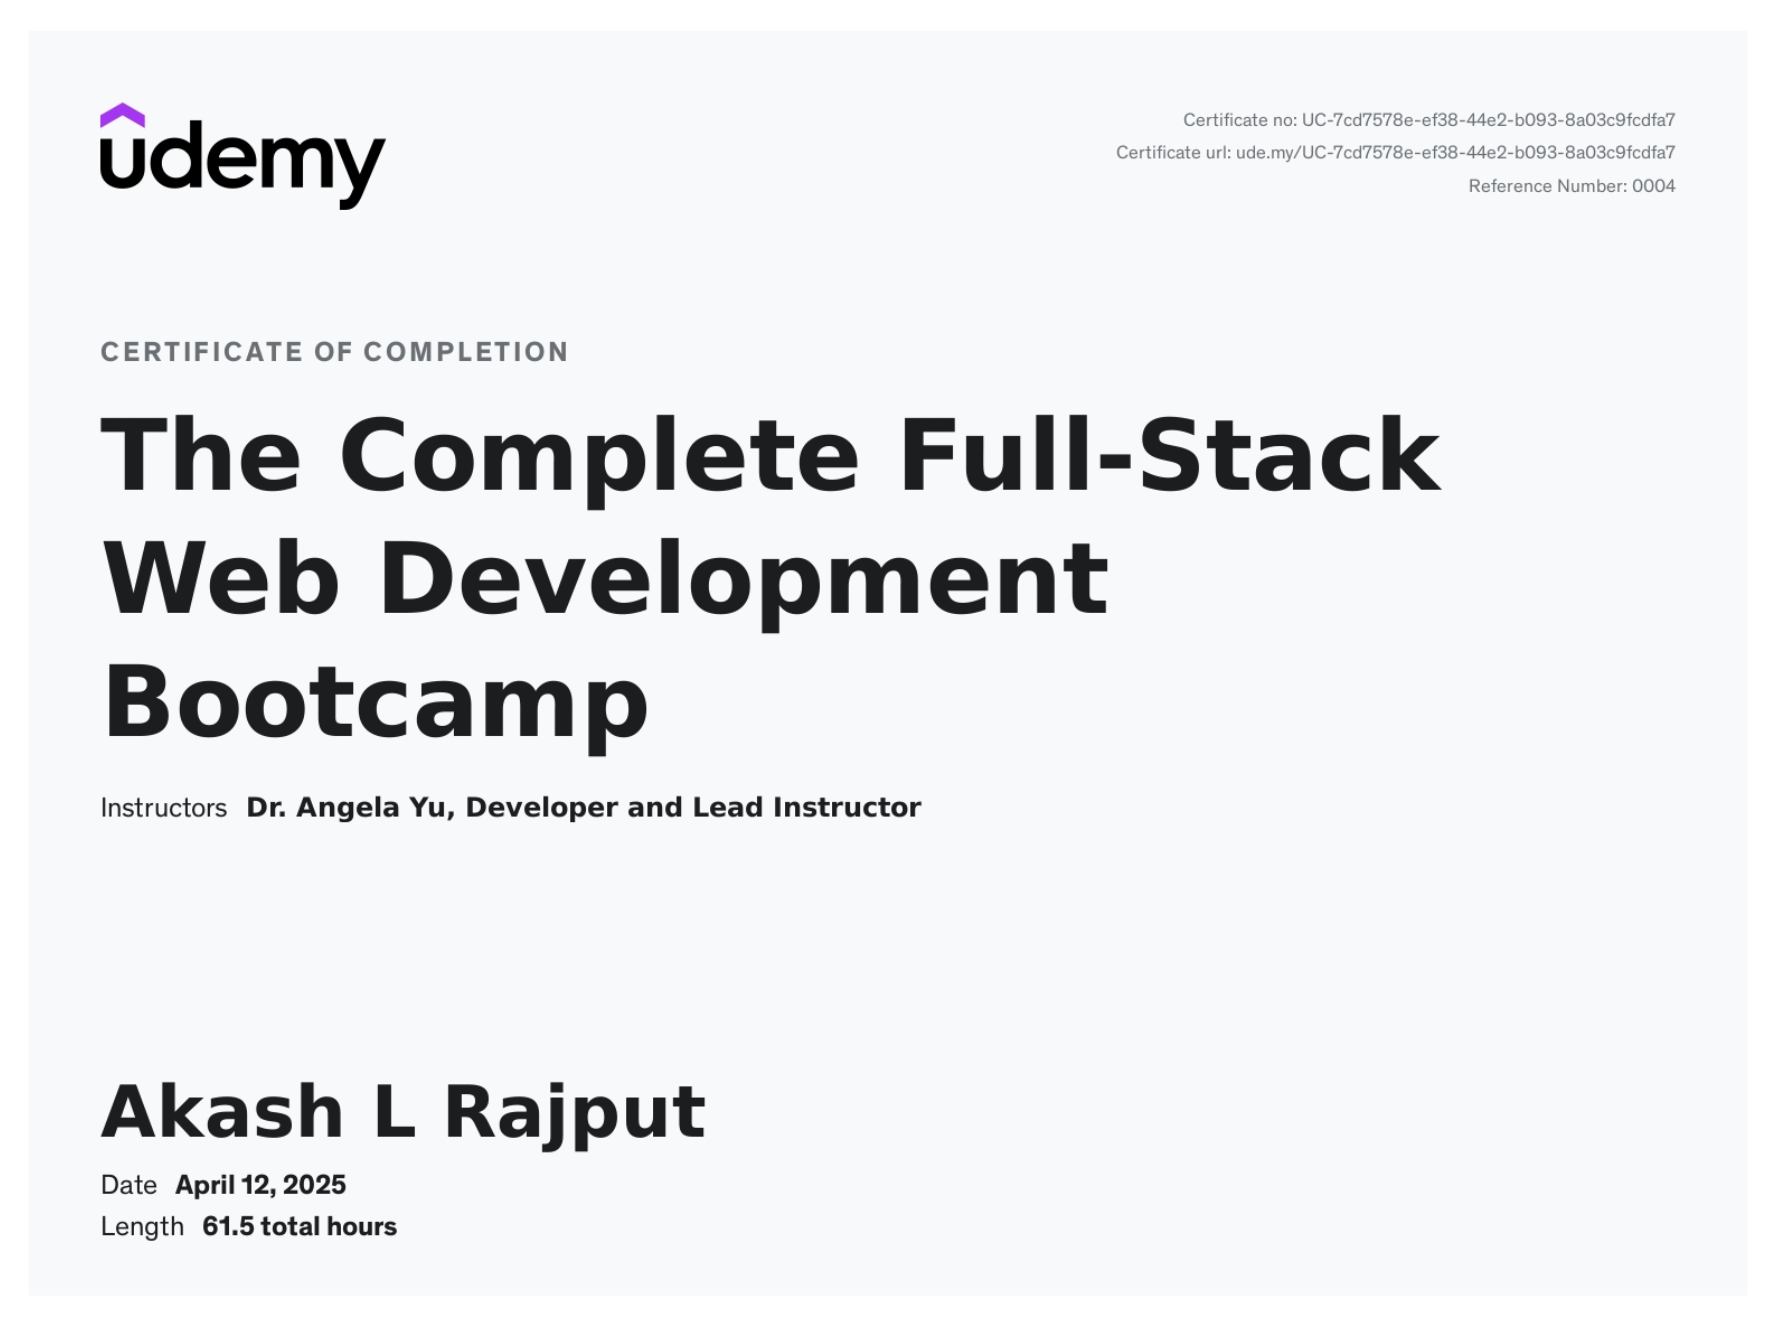 udemy
Certificate no: UC-7cd7578e-ef38-44e2-b093-8a03c9fcdfa7
Certificate url: ude.my/UC-7cd7578e-ef38-44e2-b093-8a03c9fcdfa7
Reference Number: 0004
CERTIFICATE OF COMPLETION
The Complete Full-Stack
Web Development
Bootcamp
Instructors Dr. Angela Yu, Developer and Lead Instructor
Akash L Rajput
Date April 12, 2025
Length 61.5 total hours